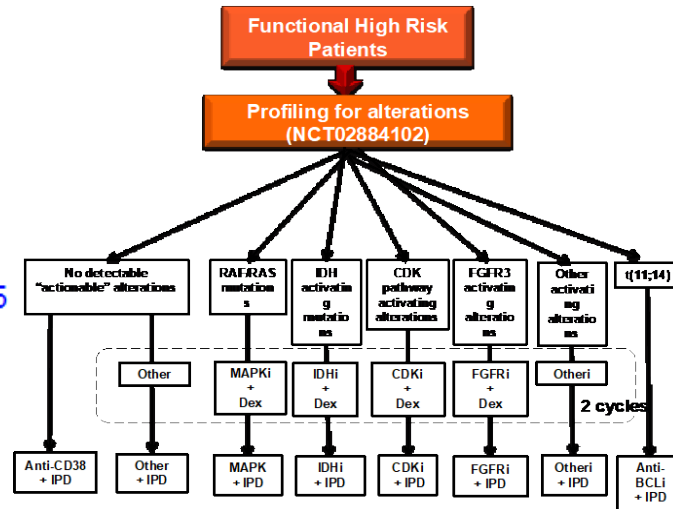 Functional High Risk
Patients
Profiling for alterations
(NCT02884102)
No detectable
"actionable" alterations
RAF/RAS
mutation
s
IDH
activatin
g
mutatio
ns
CDK
pathway
activating
alterations
FGFR3
activatin
g
alteratio
ns
Other
activati
ng
alteratio
ns
t(11;14)
5
Other
MAPKi
+
Dex
IDHi
+
Dex
CDKi
+
Dex
FGFRi
+
Dex
Otheri
2 cycles
Anti-CD38
+ IPD
Other
+ IPD
MAPK
+ IPD
IDHi
+ IPD
CDKi
+ IPD
FGFRi
+ IPD
Otheri
+ IPD
Anti-
BCLi
+ IPD